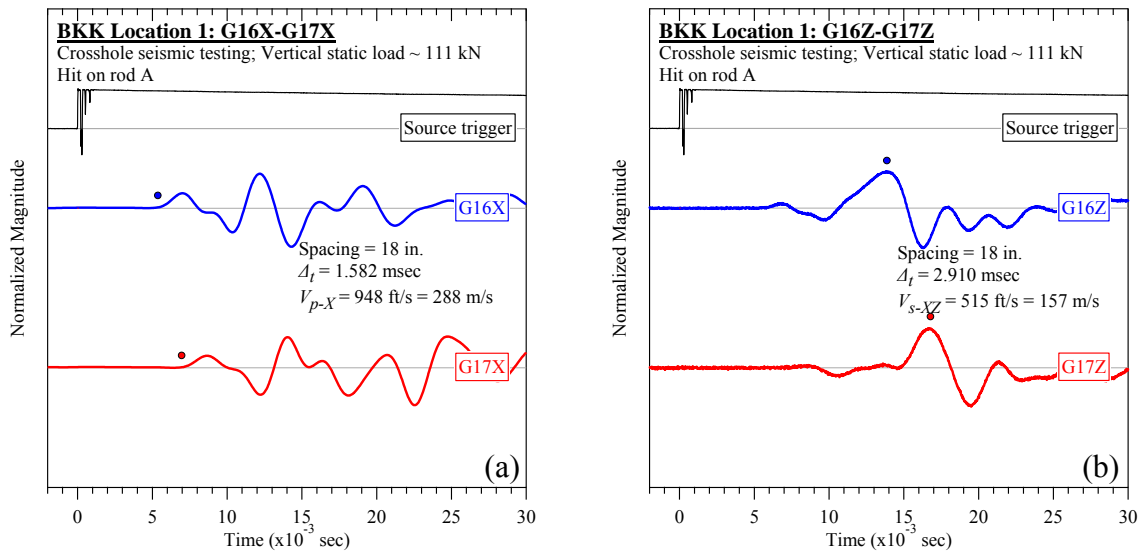 BKK Location 1: G16X-G17X
Crosshole seismic testing; Vertical static load ~ 111 kN
Hit on rod A
Source trigger
G16X
Spacing = 18 in.
Δt = 1.582 msec
Vp-X = 948 ft/s = 288 m/s
G17X
(a)
Normalized Magnitude
0 5 10 15 20 25 30
Time (x10-3 sec)
BKK Location 1: G16Z-G17Z
Crosshole seismic testing; Vertical static load ~ 111 kN
Hit on rod A
Source trigger
G16Z
Spacing = 18 in.
Δt = 2.910 msec
Vs-XZ = 515 ft/s = 157 m/s
G17Z
(b)
Normalized Magnitude
0 5 10 15 20 25 30
Time (x10-3 sec)